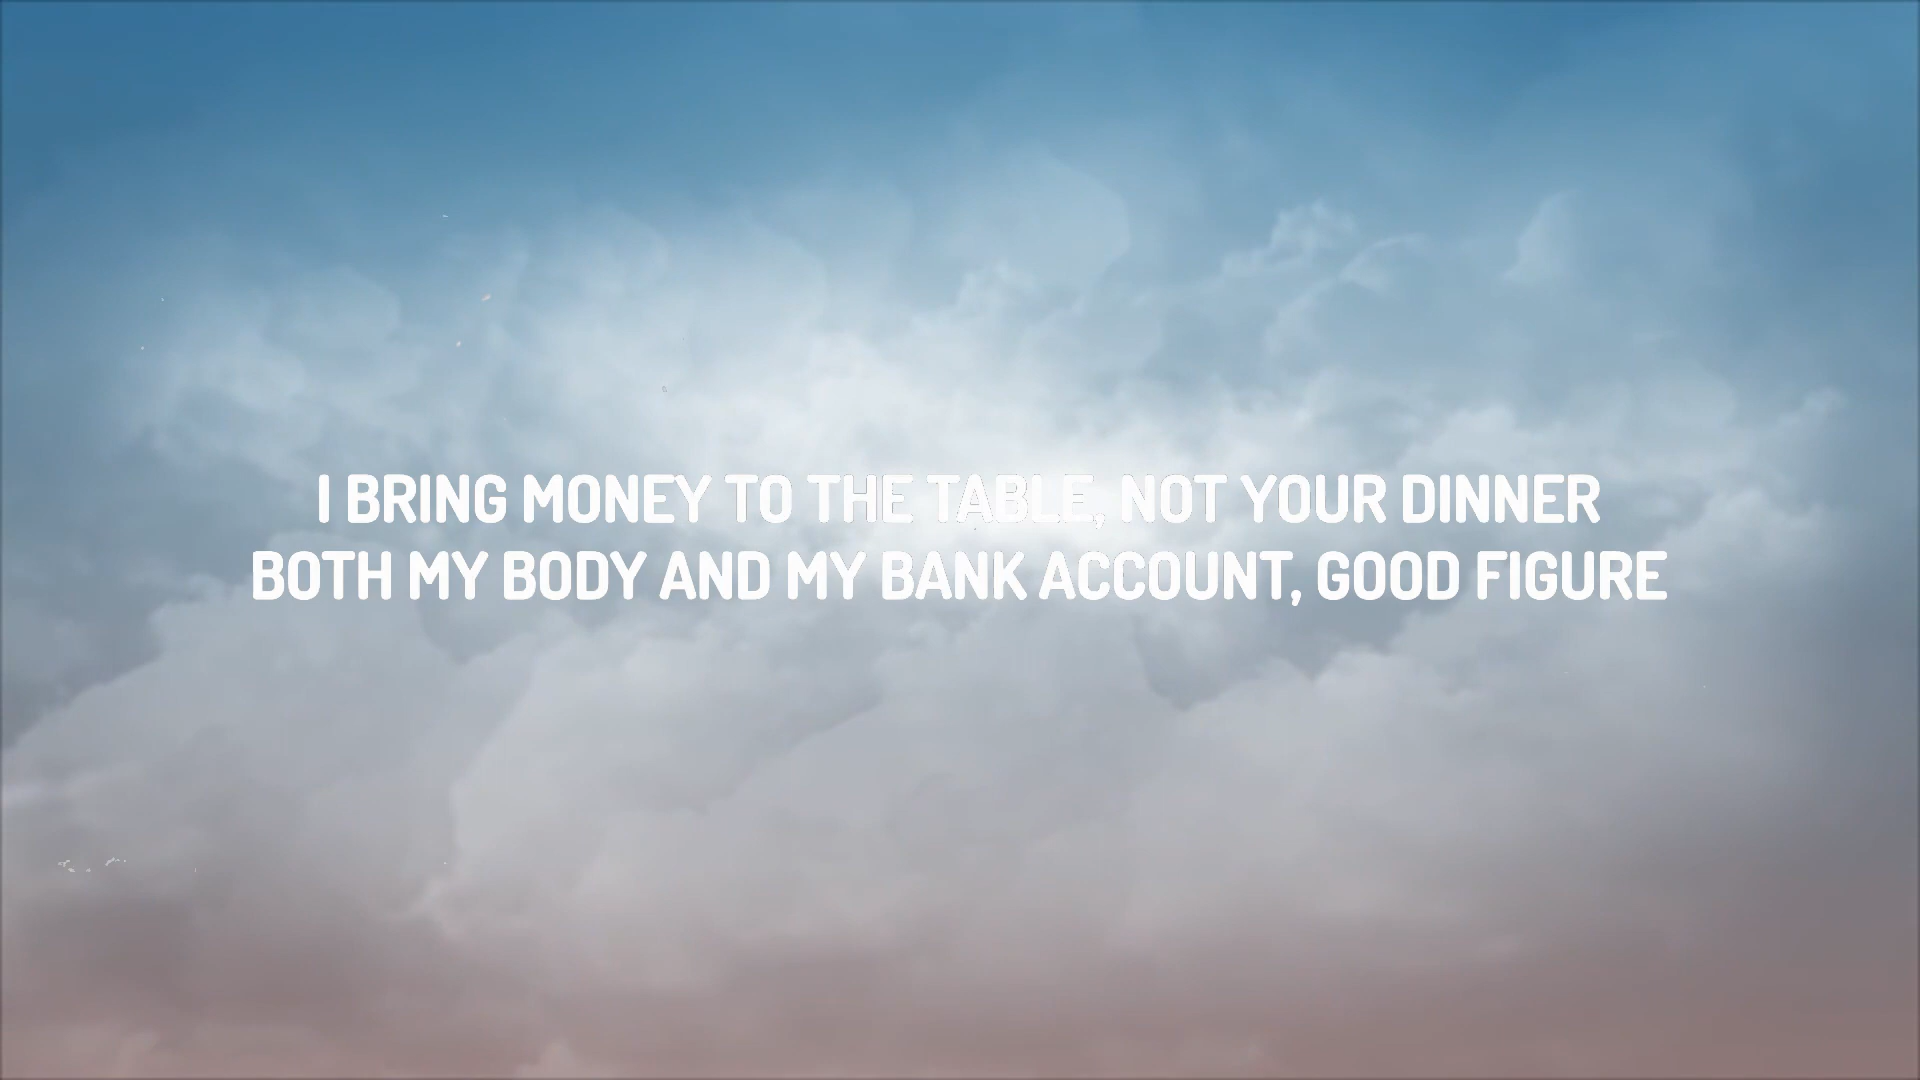 I BRING MONEY TO THE TABLE, NOT YOUR DINNER
BOTH MY BODY AND MY BANK ACCOUNT, GOOD FIGURE